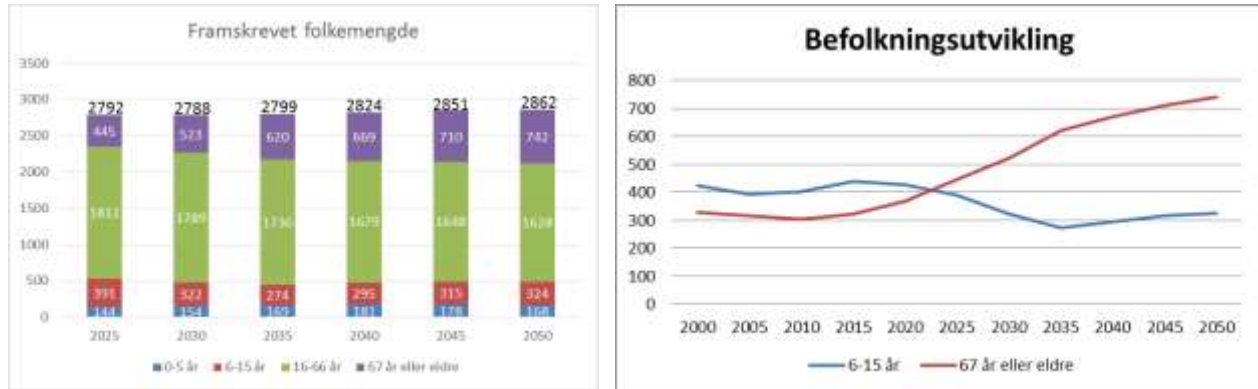 Framskrevet folkemengde
3500
3000
2500
2000
1500
1000
500
0
2792 2788 2799 2824 2851 2862
445 523 620 669 710 742
1812 1789 1736 1679 1648 1628
391 322 274 295 315 324
144 154 169 181 178 168
2025 2030 2035 2040 2045 2050
0-5 år 6-15 år 16-66 år 67 år eller eldre
Befolkningsutvikling
800
700
600
500
400
300
200
100
0
2000 2005 2010 2015 2020 2025 2030 2035 2040 2045 2050
6-15 år 67 år eller eldre